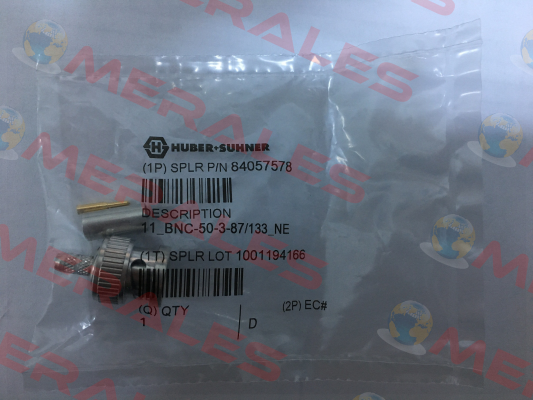 MERALES
HUBER+SUHNER
(1P) SPLR P/N 84057578
DESCRIPTION
11_BNC-50-3-87/133_NE
(1T) SPLR LOT 1001194166
(Q) QTY
(2P) EC#
1
D
MERALES
MERALES